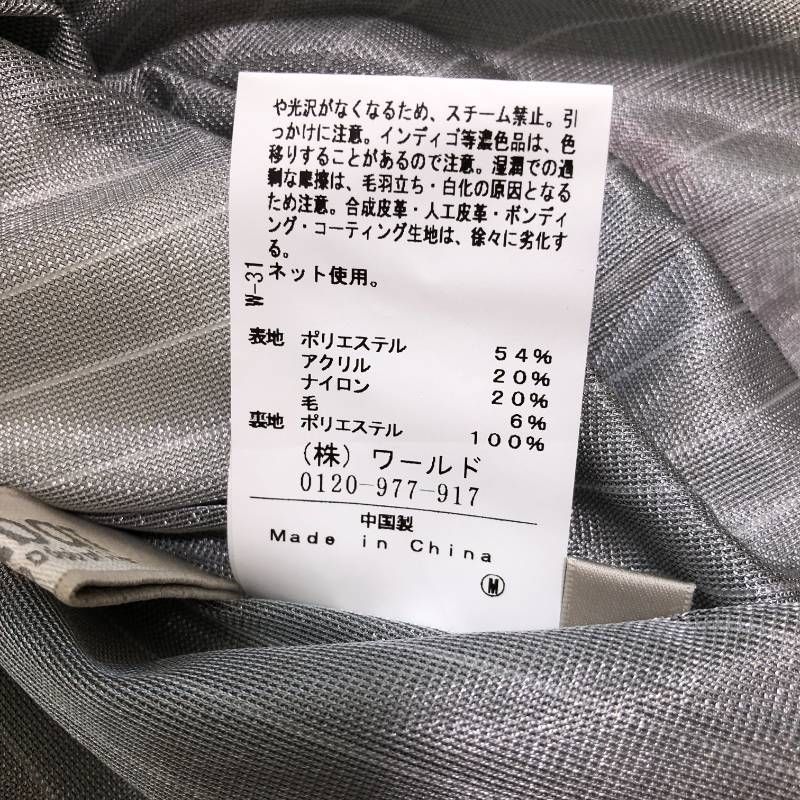 や光沢がなくなるため、スチーム禁止。引
っかけに注意。インディゴ等濃色品は、色
移りすることがあるので注意。湿潤での過
剰な摩擦は、毛羽立ち・白化の原因となる
ため注意。合成皮革・人工皮革・ボンディ
ング・コーティング生地は、徐々に劣化す
る。
ネット使用。
W-31
表地 ポリエステル 54%
アクリル 20%
ナイロン 20%
毛 6%
裏地 ポリエステル 100%
(株) ワールド
0120-977-917
中国製
Made in China
M